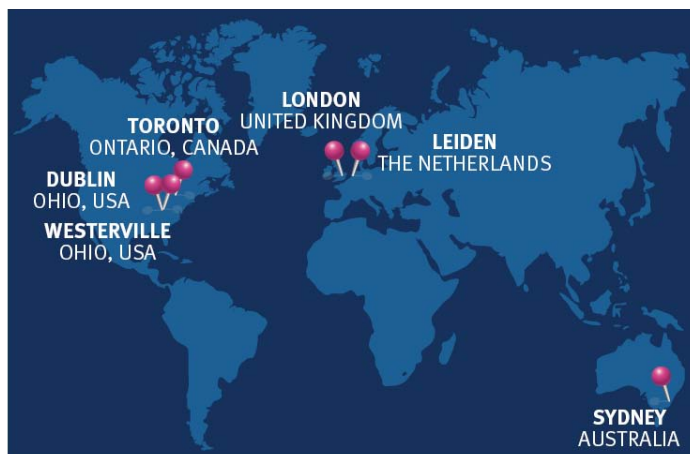 LONDON
UNITED KINGDOM
TORONTO
ONTARIO, CANADA
LEIDEN
THE NETHERLANDS
DUBLIN
OHIO, USA
WESTERVILLE
OHIO, USA
SYDNEY
AUSTRALIA